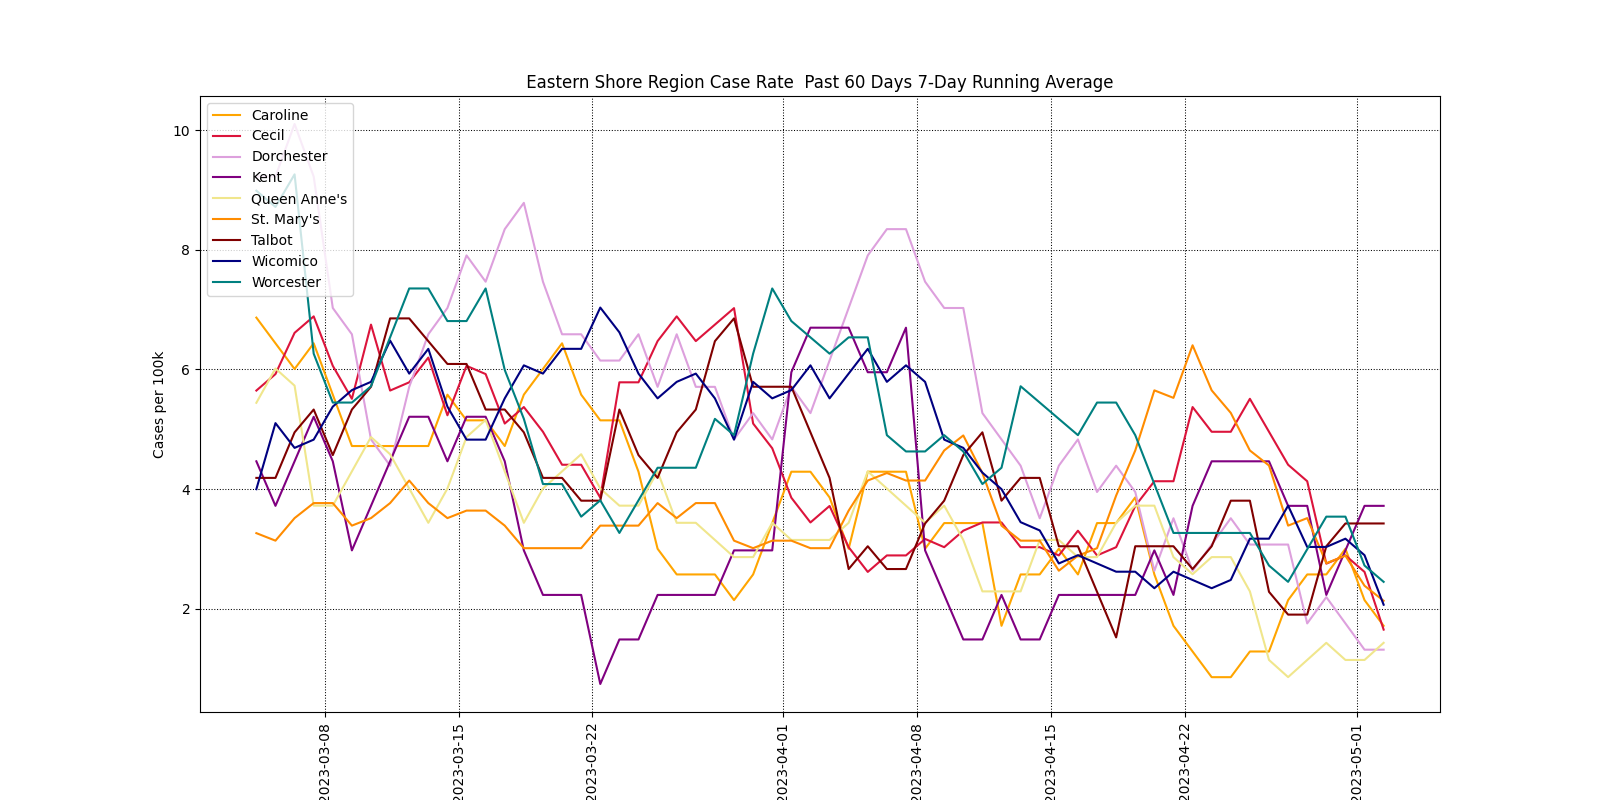 Eastern Shore Region Case Rate  Past 60 Days 7-Day Running Average
Cases per 100k
10
8
6
4
2
Caroline
Cecil
Dorchester
Kent
Queen Anne's
St. Mary's
Talbot
Wicomico
Worcester
2023-03-08
2023-03-15
2023-03-22
2023-04-01
2023-04-08
2023-04-15
2023-04-22
2023-05-01